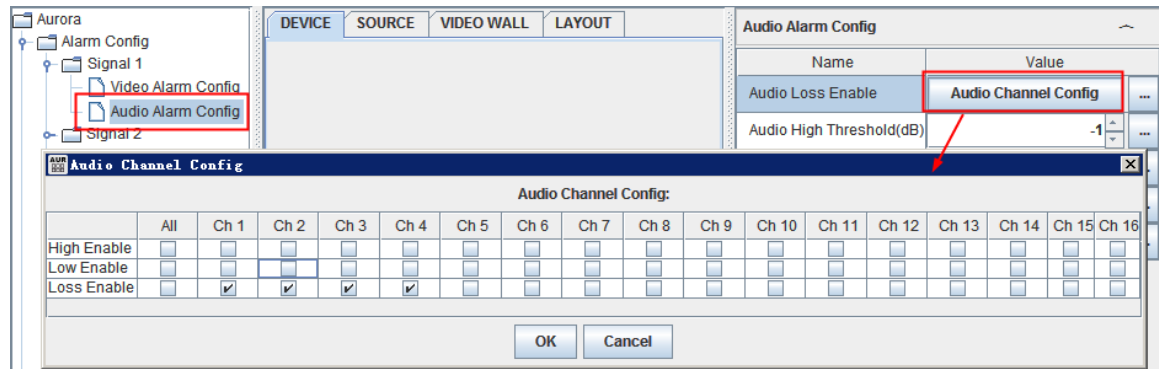 Aurora
Alarm Config
Signal 1
Video Alarm Config
Audio Alarm Config
Signal 2
DEVICE SOURCE VIDEO WALL LAYOUT
Audio Alarm Config
Name Value
Audio Loss Enable Audio Channel Config ...
Audio High Threshold(dB) -1 ...
AUR Audio Channel Config
Audio Channel Config:
All Ch 1 Ch 2 Ch 3 Ch 4 Ch 5 Ch 6 Ch 7 Ch 8 Ch 9 Ch 10 Ch 11 Ch 12 Ch 13 Ch 14 Ch 15 Ch 16
High Enable
Low Enable
Loss Enable
OK Cancel